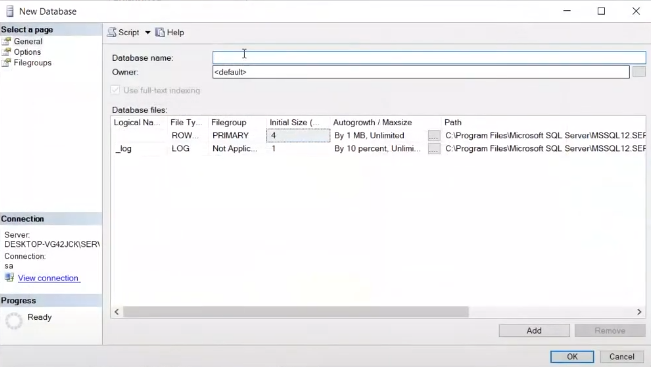 New Database
Select a page
General
Options
Filegroups
Script Help
Database name:
Owner: <default>
Use full-text indexing
Database files:
Logical Na... File Ty... Filegroup Initial Size (... Autogrowth / Maxsize Path
ROW... PRIMARY 4 By 1 MB, Unlimited ... C:\Program Files\Microsoft SQL Server\MSSQL12.SER
_log LOG Not Applic... 1 By 10 percent, Unlimi... ... C:\Program Files\Microsoft SQL Server\MSSQL12.SER
Connection
Server:
DESKTOP-VG42JCK\SERV
Connection:
sa
View connection
Progress
Ready
Add Remove
OK Cancel